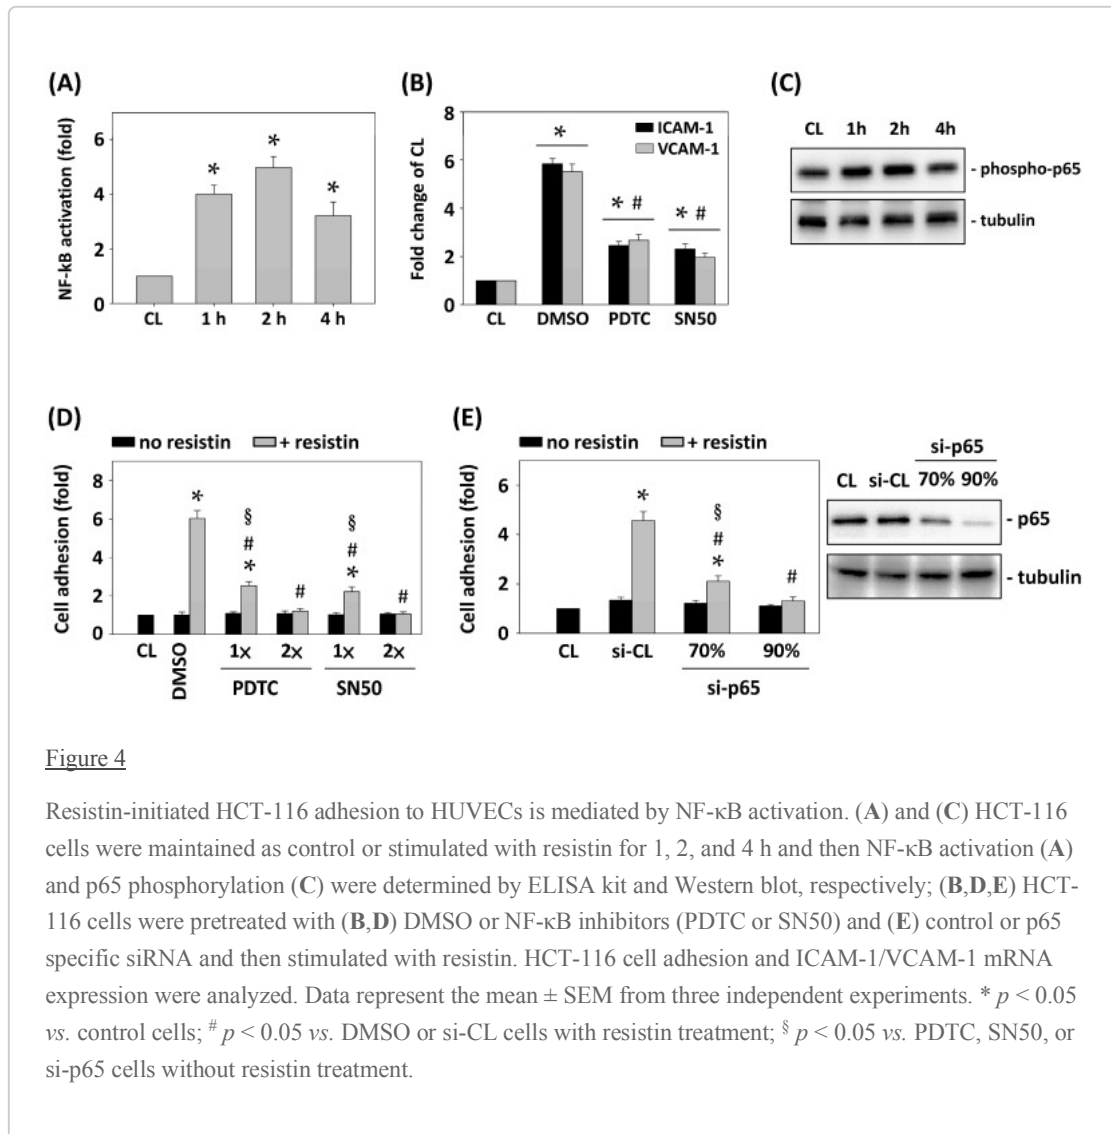 (A)
NF-kB activation (fold)
6
4
2
0
*
*
*
CL 1 h 2 h 4 h
(B)
Fold change of CL
8
6
4
2
0
ICAM-1
VCAM-1
*
* #
* #
CL DMSO PDTC SN50
(C)
CL 1h 2h 4h
- phospho-p65
- tubulin
(D)
no resistin + resistin
Cell adhesion (fold)
8
6
4
2
0
*
§
#
*
#
§
#
*
#
CL DMSO 1× 2× 1× 2×
PDTC SN50
(E)
no resistin + resistin
Cell adhesion (fold)
6
4
2
0
*
§
#
*
#
CL si-CL 70% 90%
si-p65
si-p65
CL si-CL 70% 90%
- p65
- tubulin
Figure 4
Resistin-initiated HCT-116 adhesion to HUVECs is mediated by NF-κB activation. (A) and (C) HCT-116
cells were maintained as control or stimulated with resistin for 1, 2, and 4 h and then NF-κB activation (A)
and p65 phosphorylation (C) were determined by ELISA kit and Western blot, respectively; (B,D,E) HCT-
116 cells were pretreated with (B,D) DMSO or NF-κB inhibitors (PDTC or SN50) and (E) control or p65
specific siRNA and then stimulated with resistin. HCT-116 cell adhesion and ICAM-1/VCAM-1 mRNA
expression were analyzed. Data represent the mean ± SEM from three independent experiments. * p < 0.05
vs. control cells; # p < 0.05 vs. DMSO or si-CL cells with resistin treatment; § p < 0.05 vs. PDTC, SN50, or
si-p65 cells without resistin treatment.